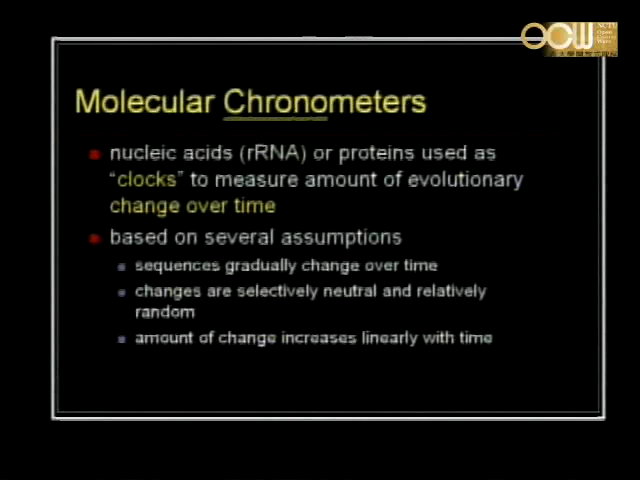 OCW
Molecular Chronometers
nucleic acids (rRNA) or proteins used as
"clocks" to measure amount of evolutionary
change over time
based on several assumptions
sequences gradually change over time
changes are selectively neutral and relatively
random
amount of change increases linearly with time